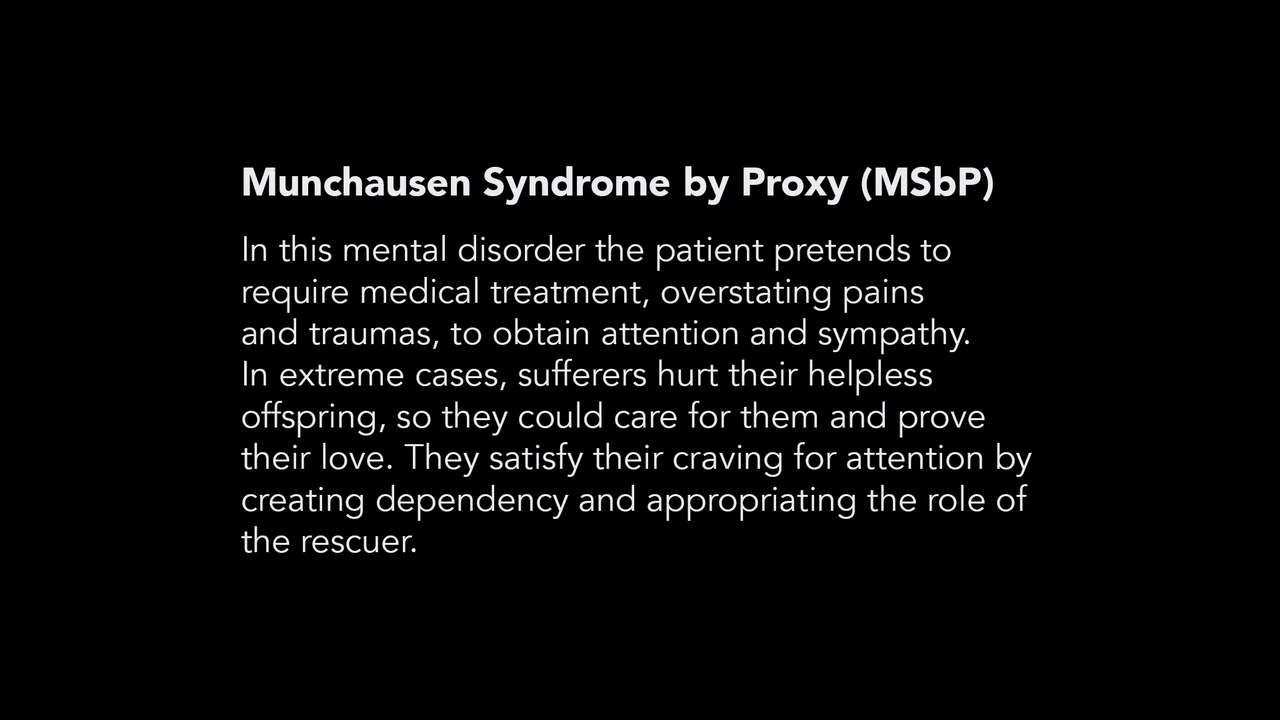 Munchausen Syndrome by Proxy (MSbP)
In this mental disorder the patient pretends to
require medical treatment, overstating pains
and traumas, to obtain attention and sympathy.
In extreme cases, sufferers hurt their helpless
offspring, so they could care for them and prove
their love. They satisfy their craving for attention by
creating dependency and appropriating the role of
the rescuer.